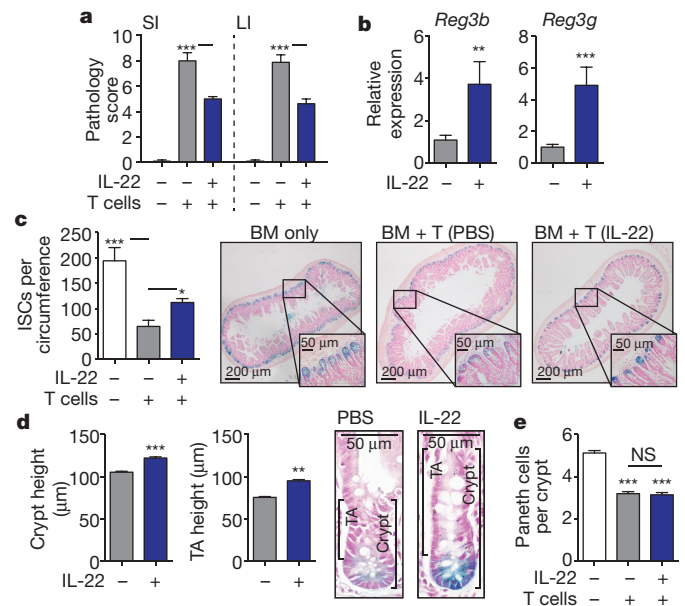 a
SI
LI
Pathology score
10
8
6
4
2
0
***
***
IL-22 – – + – – +
T cells – + + – + +
b
Reg3b
Reg3g
Relative expression
6
4
2
0
**
6
4
2
0
***
IL-22 – + – +
c
ISCs per circumference
250
200
150
100
50
0
***
*
IL-22 – – +
T cells – + +
BM only
BM + T (PBS)
BM + T (IL-22)
200 μm
50 μm
200 μm
50 μm
200 μm
50 μm
d
Crypt height (μm)
150
100
50
0
***
IL-22 – +
TA height (μm)
150
100
50
0
**
– +
PBS
IL-22
50 μm
TA
Crypt
50 μm
TA
Crypt
e
Paneth cells per crypt
6
3
0
NS
***
***
IL-22 – – +
T cells – + +